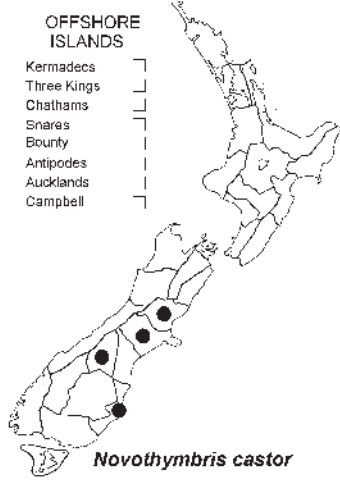 OFFSHORE
ISLANDS
Kermadecs
Three Kings
Chathams
Snares
Bounty
Antipodes
Aucklands
Campbell
Novothymbris castor